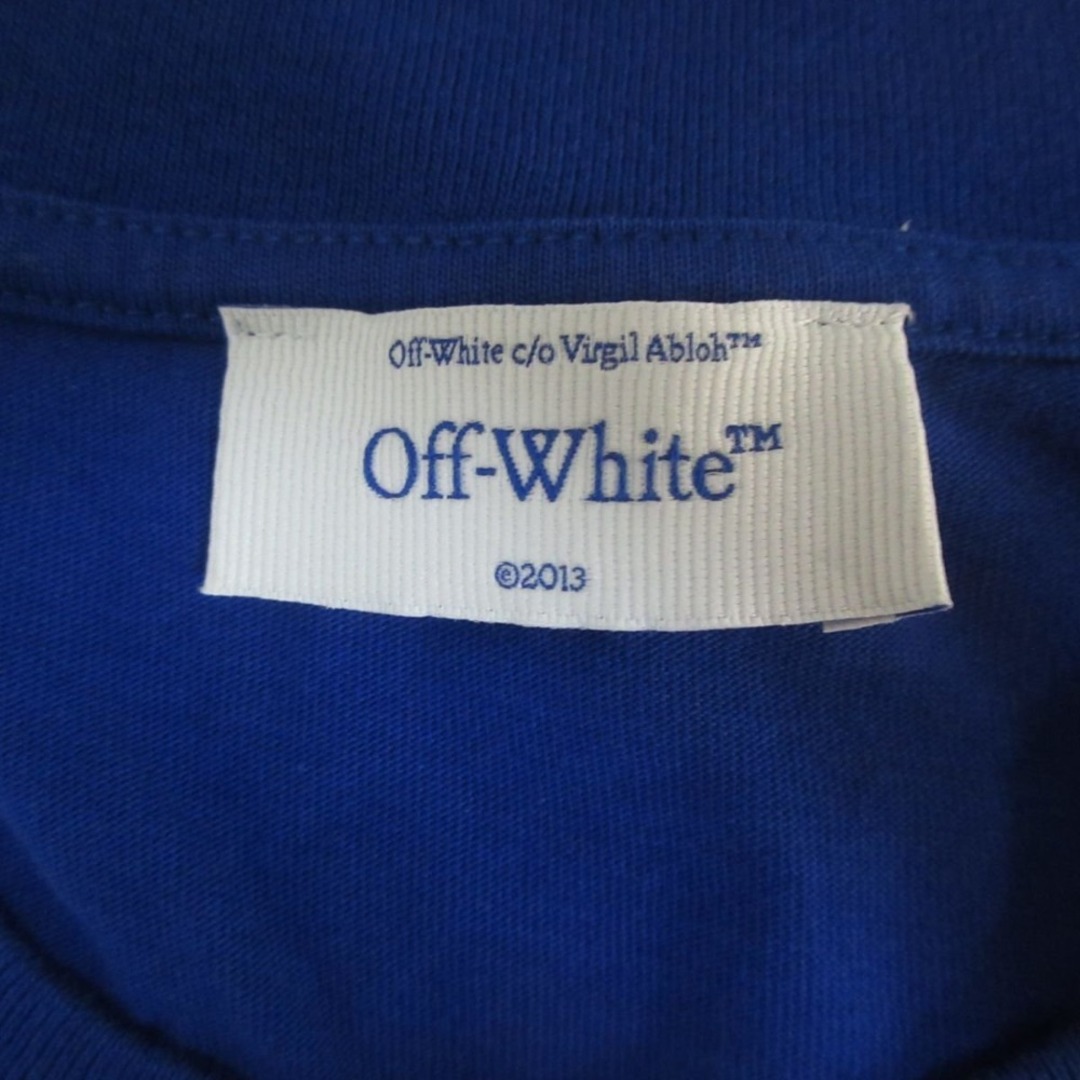 Off-White c/o Virgil Abloh™
Off-White™
©2013